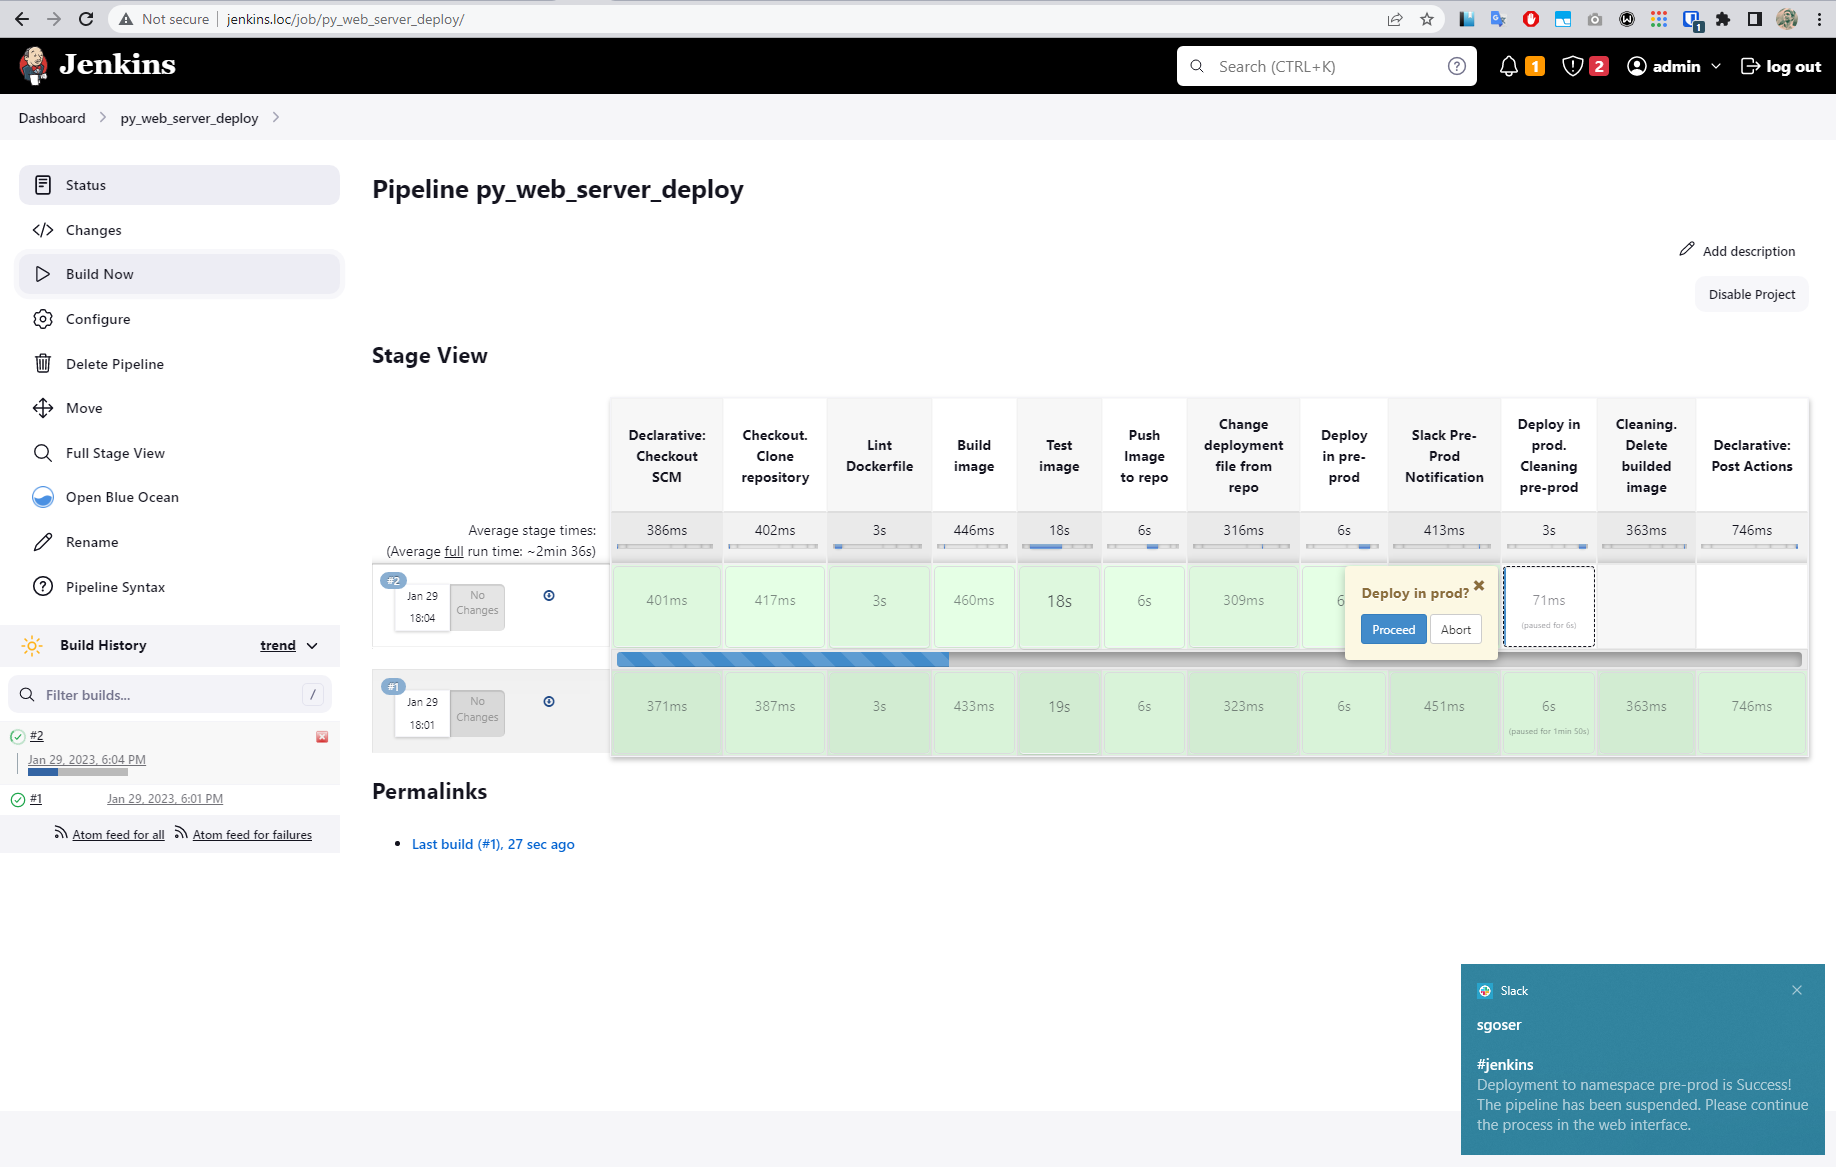 Not secure jenkins.loc/job/py_web_server_deploy/
1
Jenkins
Search (CTRL+K)
1
2
admin
log out
Dashboard
py_web_server_deploy
Status
Changes
Build Now
Configure
Delete Pipeline
Move
Full Stage View
Open Blue Ocean
Rename
Pipeline Syntax
Build History
trend
Filter builds...
/
#2
Jan 29, 2023, 6:04 PM
#1
Jan 29, 2023, 6:01 PM
Atom feed for all
Atom feed for failures
Pipeline py_web_server_deploy
Add description
Disable Project
Stage View
Declarative:
Checkout
SCM
Checkout.
Clone
repository
Lint
Dockerfile
Build
image
Test
image
Push
Image
to repo
Change
deployment
file from
repo
Deploy
in pre-
prod
Slack Pre-
Prod
Notification
Deploy in
prod.
Cleaning
pre-prod
Cleaning.
Delete
builded
image
Declarative:
Post Actions
Average stage times:
(Average full run time: ~2min 36s)
386ms
402ms
3s
446ms
18s
6s
316ms
6s
413ms
3s
363ms
746ms
#2
Jan 29
18:04
No
Changes
401ms
417ms
3s
460ms
18s
6s
309ms
6
Deploy in prod?
Proceed
Abort
71ms
(paused for 6s)
#1
Jan 29
18:01
No
Changes
371ms
387ms
3s
433ms
19s
6s
323ms
6s
451ms
6s
(paused for 1min 50s)
363ms
746ms
Permalinks
Last build (#1), 27 sec ago
Slack
sgoser
#jenkins
Deployment to namespace pre-prod is Success!
The pipeline has been suspended. Please continue
the process in the web interface.